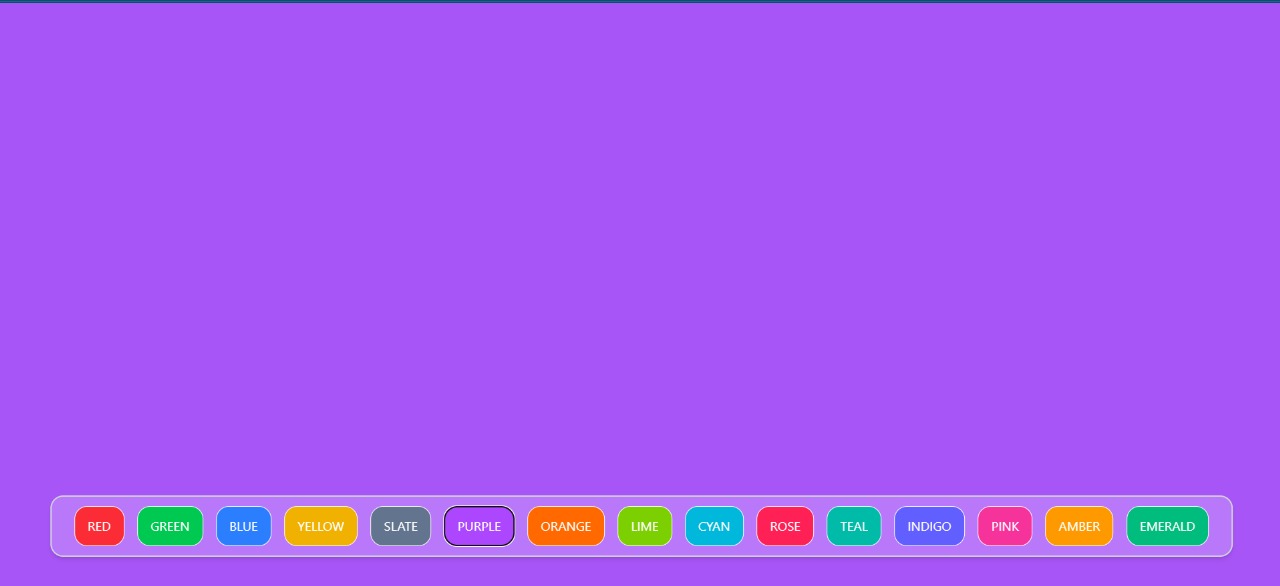 RED GREEN BLUE YELLOW SLATE PURPLE ORANGE LIME CYAN ROSE TEAL INDIGO PINK AMBER EMERALD